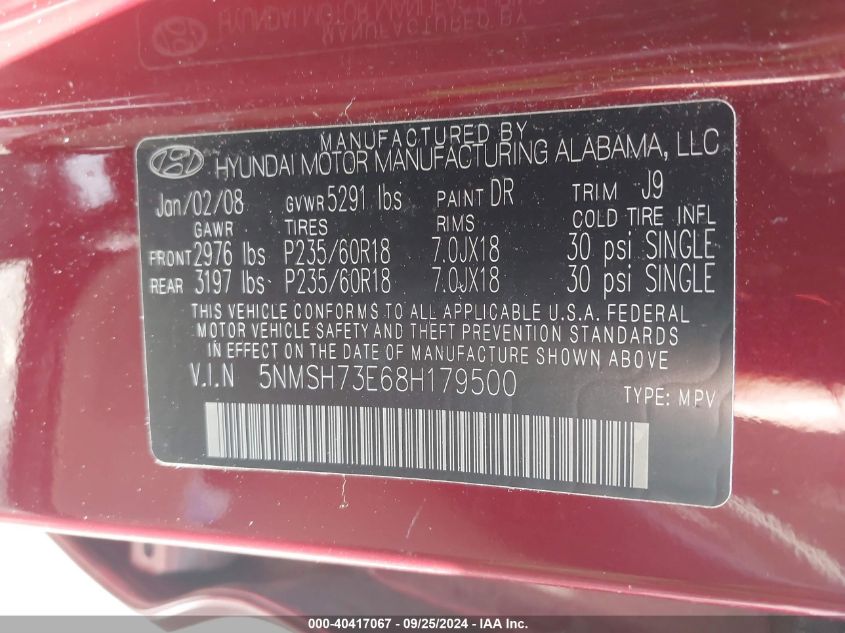 MANUFACTURED BY
HYUNDAI MOTOR MANUFACTURING ALABAMA, LLC
Jan/02/08 GVWR 5291 lbs PAINT DR TRIM J9
GAWR TIRES RIMS COLD TIRE INFL
FRONT 2976 lbs P235/60R18 7.0JX18 30 psi SINGLE
REAR 3197 lbs P235/60R18 7.0JX18 30 psi SINGLE
THIS VEHICLE CONFORMS TO ALL APPLICABLE U.S.A. FEDERAL
MOTOR VEHICLE SAFETY AND THEFT PREVENTION STANDARDS
IN EFFECT ON THE DATE OF MANUFACTURE SHOWN ABOVE
V.I.N 5NMSH73E68H179500
TYPE: MPV
000-40417067 - 09/25/2024 - IAA Holdings, LLC.